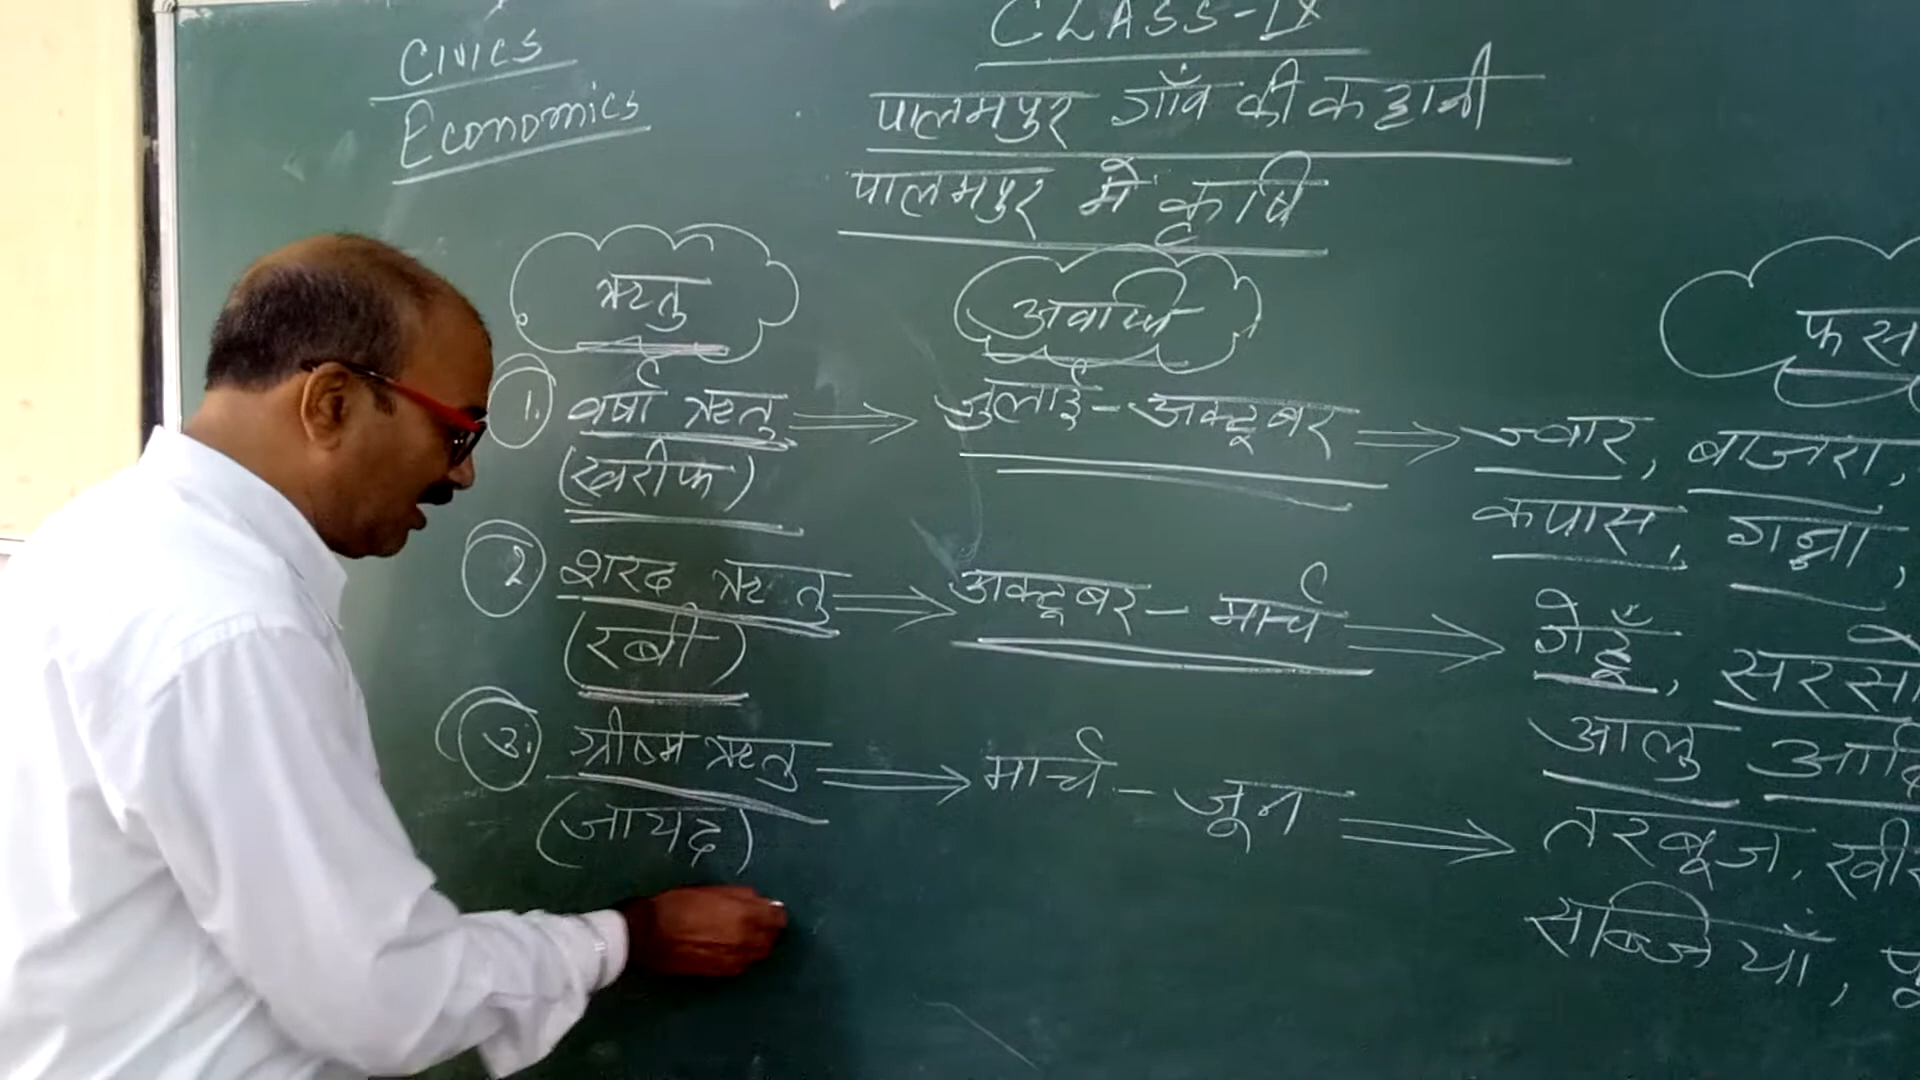 CIVICS
Economics
CLASS-IX
पालमपुर गाँव की कहानी
पालमपुर मे कृषि
ऋतु
अवधि
फस
1. वर्षा ऋतु ⇒ जुलाई - अक्टूबर ⇒ ज्वार, बाजरा,
(खरीफ)
कपास, गन्ना,
2 शरद ऋतु ⇒ अक्टूबर - मार्च ⇒ गेहूँ, सरसो
(रबी)
आलु आदि
3. ग्रीष्म ऋतु ⇒ मार्च - जून ⇒ तरबूज, खीर
(जायद)
सब्जियाँ,